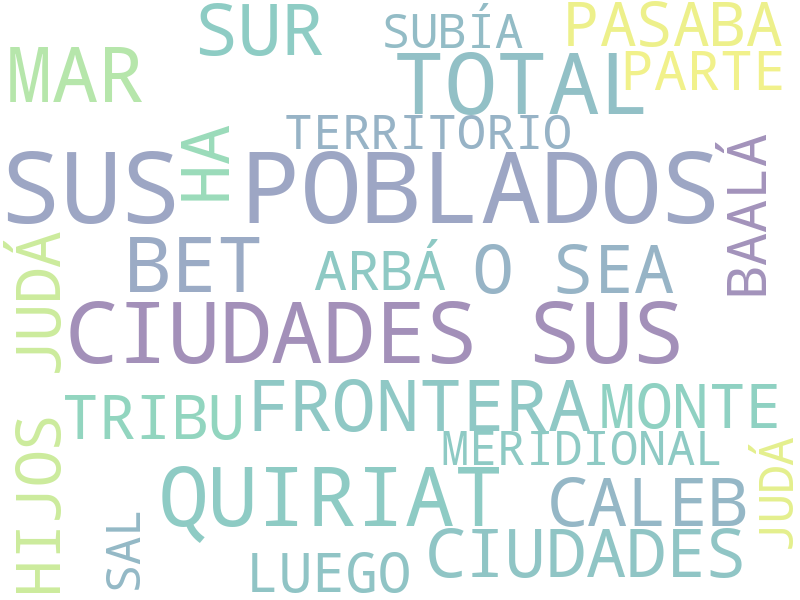 SUR
SUBÍA
PASABA
MAR
TOTAL
PARTE
TERRITORIO
HA
SUS POBLADOS
BAALÁ
BET
ARBÁ
O SEA
CIUDADES SUS
HIJOS JUDÁ
TRIBU
FRONTERA
MONTE
MERIDIONAL
JUDÁ
QUIRIAT
CALEB
SAL
LUEGO
CIUDADES